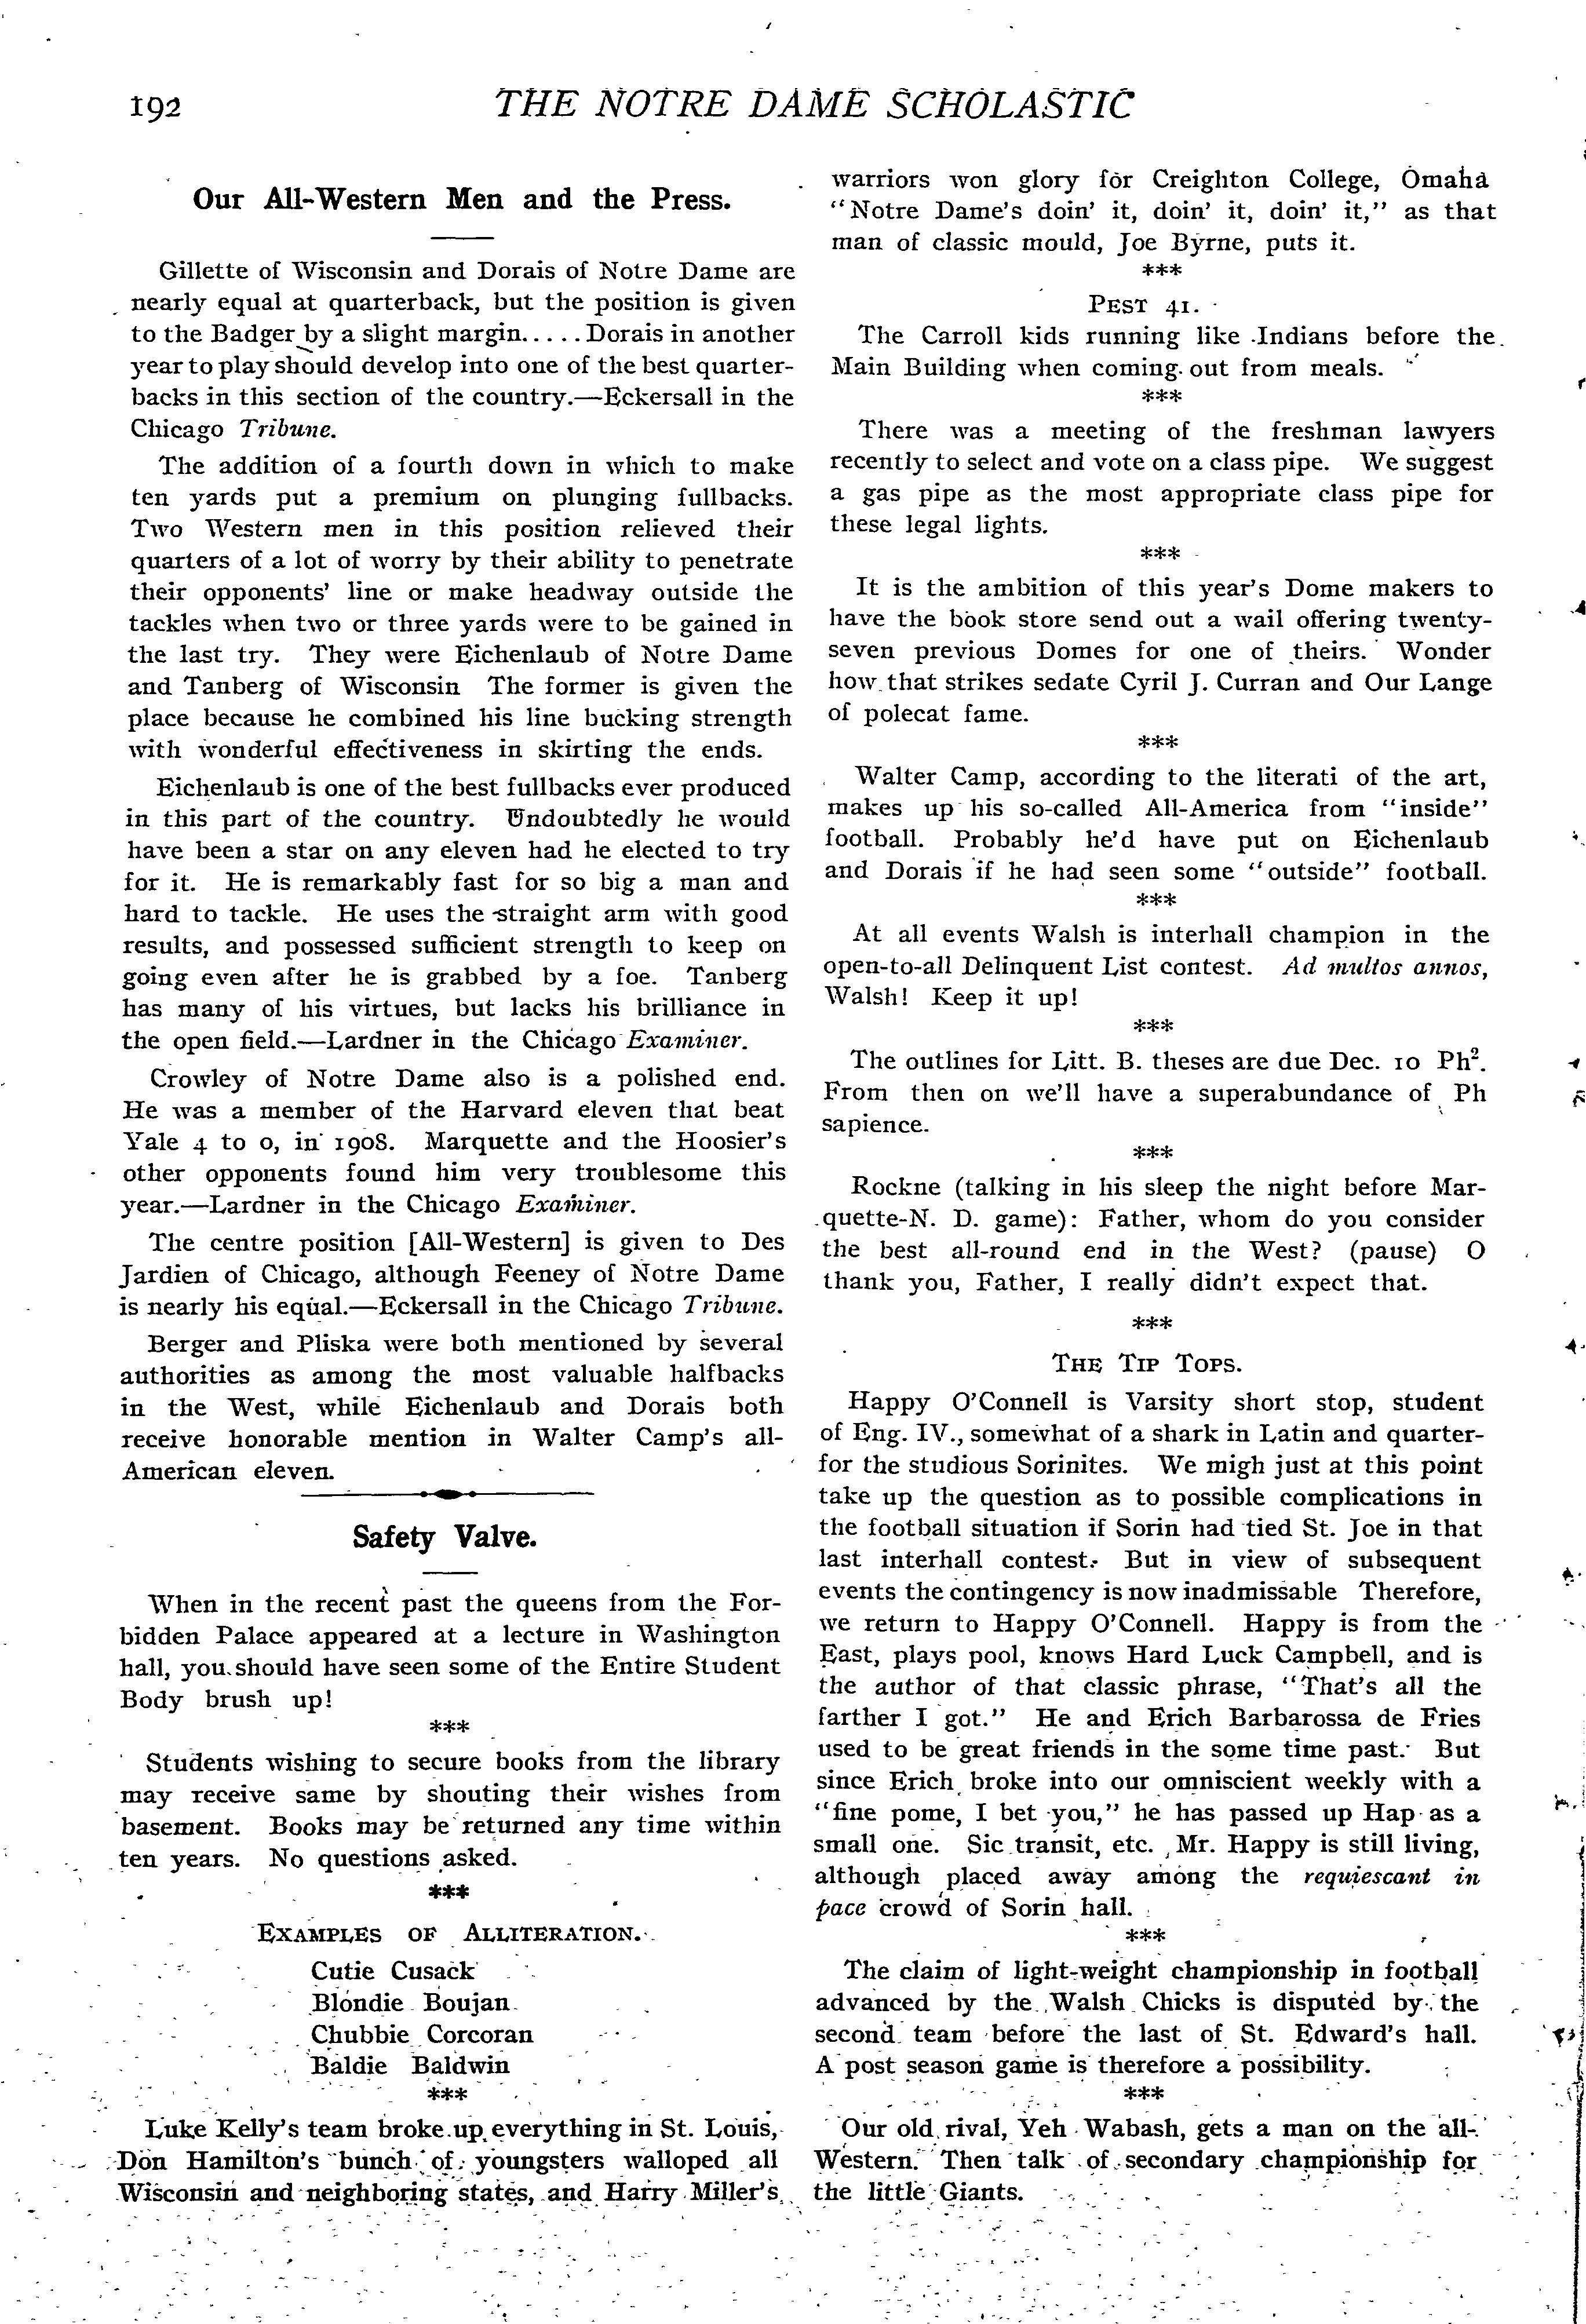 192
THE NOTRE DAME SCHOLASTIC
Our All-Western Men and the Press.
Gillette of Wisconsin and Dorais of Notre Dame are
nearly equal at quarterback, but the position is given
to the Badger by a slight margin.....Dorais in another
year to play should develop into one of the best quarter-
backs in this section of the country.—Eckersall in the
Chicago Tribune.
The addition of a fourth down in which to make
ten yards put a premium on plunging fullbacks.
Two Western men in this position relieved their
quarters of a lot of worry by their ability to penetrate
their opponents' line or make headway outside the
tackles when two or three yards were to be gained in
the last try. They were Eichenlaub of Notre Dame
and Tanberg of Wisconsin The former is given the
place because he combined his line bucking strength
with wonderful effectiveness in skirting the ends.
Eichenlaub is one of the best fullbacks ever produced
in this part of the country. Undoubtedly he would
have been a star on any eleven had he elected to try
for it. He is remarkably fast for so big a man and
hard to tackle. He uses the straight arm with good
results, and possessed sufficient strength to keep on
going even after he is grabbed by a foe. Tanberg
has many of his virtues, but lacks his brilliance in
the open field.—Lardner in the Chicago Examiner.
Crowley of Notre Dame also is a polished end.
He was a member of the Harvard eleven that beat
Yale 4 to 0, in 1908. Marquette and the Hoosier's
other opponents found him very troublesome this
year.—Lardner in the Chicago Examiner.
The centre position [All-Western] is given to Des
Jardien of Chicago, although Feeney of Notre Dame
is nearly his equal.—Eckersall in the Chicago Tribune.
Berger and Pliska were both mentioned by several
authorities as among the most valuable halfbacks
in the West, while Eichenlaub and Dorais both
receive honorable mention in Walter Camp's all-
American eleven.
Safety Valve.
When in the recent past the queens from the For-
bidden Palace appeared at a lecture in Washington
hall, you should have seen some of the Entire Student
Body brush up!
***
Students wishing to secure books from the library
may receive same by shouting their wishes from
basement. Books may be returned any time within
ten years. No questions asked.
***
EXAMPLES OF ALLITERATION.
Cutie Cusack
Blondie Boujan
Chubbie Corcoran
Baldie Baldwin
***
Luke Kelly's team broke up everything in St. Louis,
Don Hamilton's bunch of youngsters walloped all
Wisconsin and neighboring states, and Harry Miller's
warriors won glory for Creighton College, Omaha
"Notre Dame's doin' it, doin' it, doin' it," as that
man of classic mould, Joe Byrne, puts it.
***
PEST 41.
The Carroll kids running like Indians before the
Main Building when coming out from meals.
***
There was a meeting of the freshman lawyers
recently to select and vote on a class pipe. We suggest
a gas pipe as the most appropriate class pipe for
these legal lights.
***
It is the ambition of this year's Dome makers to
have the book store send out a wail offering twenty-
seven previous Domes for one of theirs. Wonder
how that strikes sedate Cyril J. Curran and Our Lange
of polecat fame.
***
Walter Camp, according to the literati of the art,
makes up his so-called All-America from "inside"
football. Probably he'd have put on Eichenlaub
and Dorais if he had seen some "outside" football.
***
At all events Walsh is interhall champion in the
open-to-all Delinquent List contest. Ad multos annos,
Walsh! Keep it up!
***
The outlines for Litt. B. theses are due Dec. 10 Ph².
From then on we'll have a superabundance of Ph
sapience.
***
Rockne (talking in his sleep the night before Mar-
quette-N. D. game): Father, whom do you consider
the best all-round end in the West? (pause) O
thank you, Father, I really didn't expect that.
***
THE TIP TOPS.
Happy O'Connell is Varsity short stop, student
of Eng. IV., somewhat of a shark in Latin and quarter-
for the studious Sorinites. We migh just at this point
take up the question as to possible complications in
the football situation if Sorin had tied St. Joe in that
last interhall contest. But in view of subsequent
events the contingency is now inadmissable Therefore,
we return to Happy O'Connell. Happy is from the
East, plays pool, knows Hard Luck Campbell, and is
the author of that classic phrase, "That's all the
farther I got." He and Erich Barbarossa de Fries
used to be great friends in the some time past. But
since Erich broke into our omniscient weekly with a
"fine pome, I bet you," he has passed up Hap as a
small one. Sic transit, etc. Mr. Happy is still living,
although placed away among the requiescant in
pace crowd of Sorin hall.
***
The claim of light-weight championship in football
advanced by the Walsh Chicks is disputed by the
second team before the last of St. Edward's hall.
A post season game is therefore a possibility.
***
Our old rival, Yeh Wabash, gets a man on the all-
Western. Then talk of secondary championship for
the little Giants.